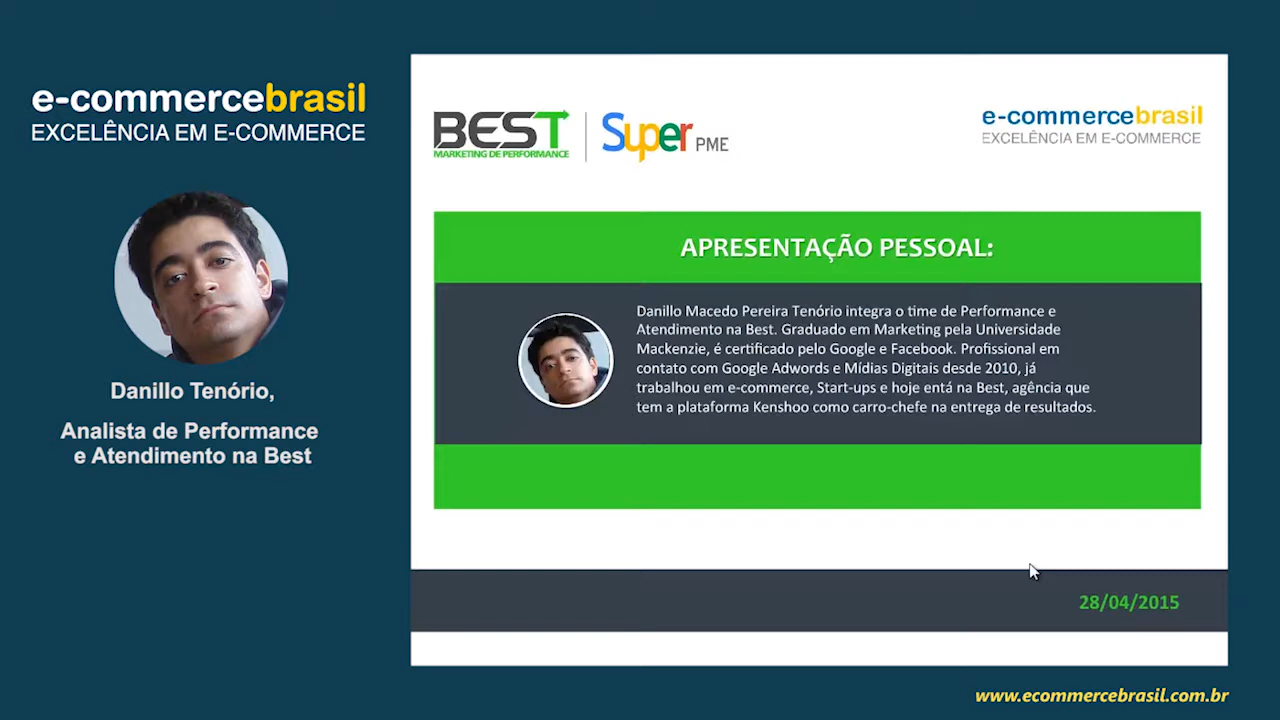 e-commercebrasil
EXCELÊNCIA EM E-COMMERCE
Danillo Tenório,
Analista de Performance
e Atendimento na Best
BEST
MARKETING DE PERFORMANCE
Super PME
e-commercebrasil
EXCELÊNCIA EM E-COMMERCE
APRESENTAÇÃO PESSOAL:
Danillo Macedo Pereira Tenório integra o time de Performance e
Atendimento na Best. Graduado em Marketing pela Universidade
Mackenzie, é certificado pelo Google e Facebook. Profissional em
contato com Google Adwords e Mídias Digitais desde 2010, já
trabalhou em e-commerce, Start-ups e hoje entá na Best, agência que
tem a plataforma Kenshoo como carro-chefe na entrega de resultados.
28/04/2015
www.ecommercebrasil.com.br